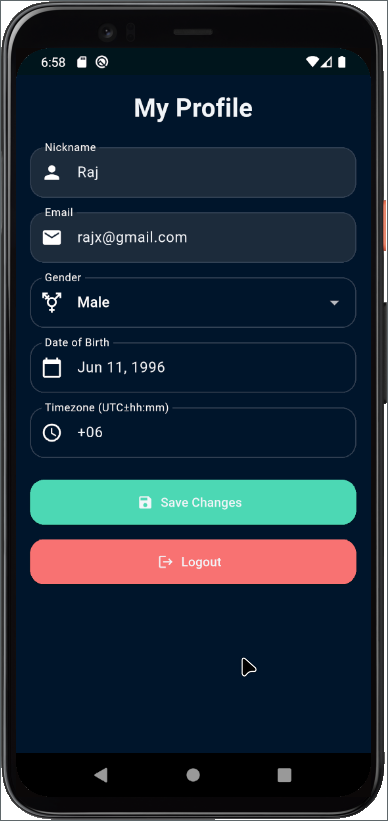 6:58
My Profile
Nickname
Raj
Email
rajx@gmail.com
Gender
Male
Date of Birth
Jun 11, 1996
Timezone (UTC±hh:mm)
+06
Save Changes
Logout